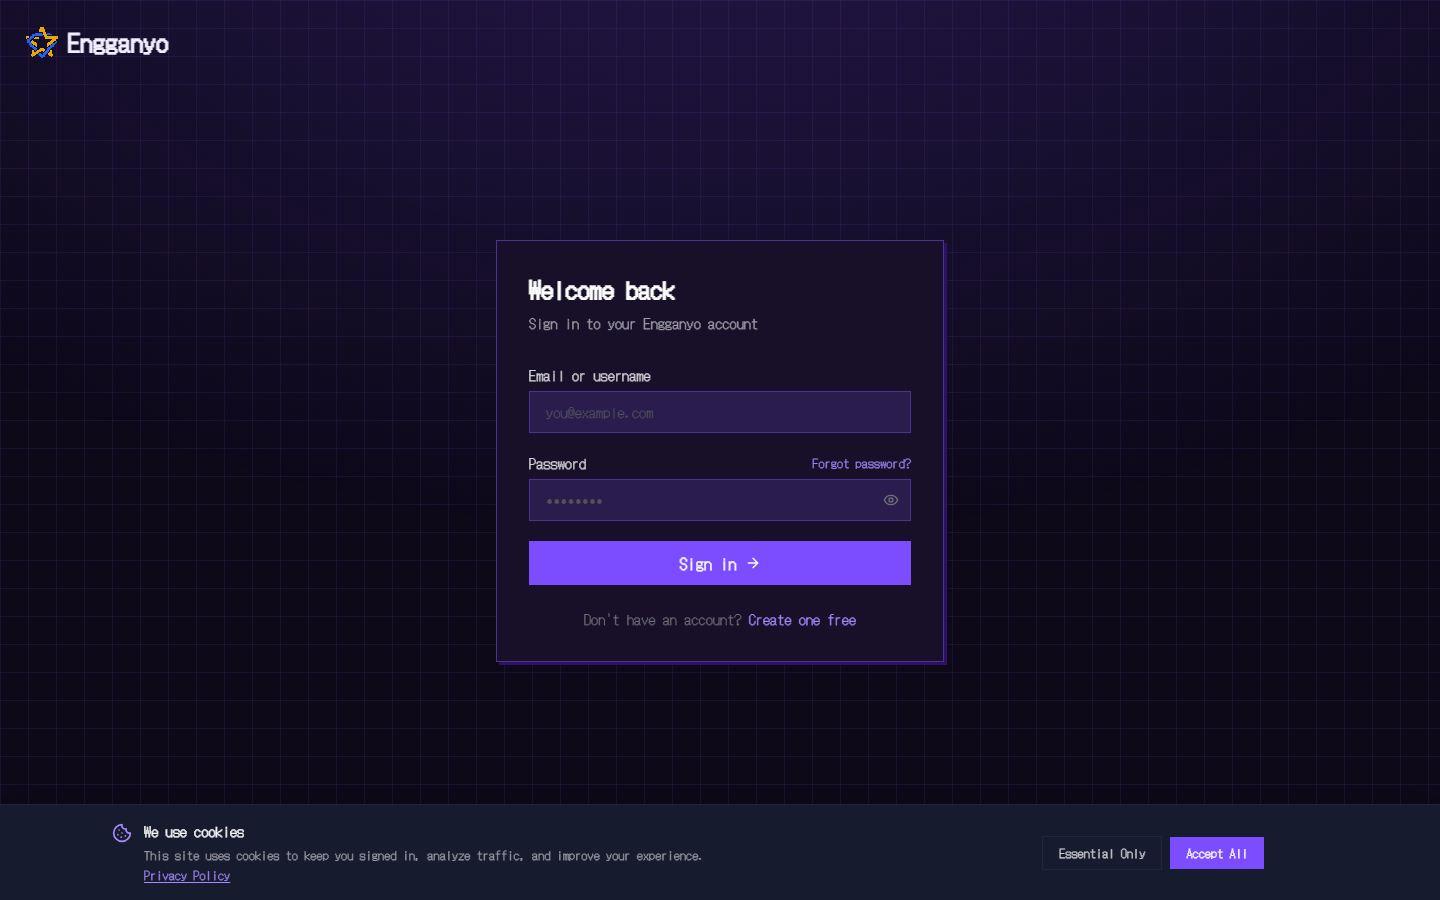 Engganyo
Welcome back
Sign in to your Engganyo account
Email or username
you@example.com
Password
Forgot password?
••••••••
Sign in →
Don't have an account? Create one free
We use cookies
This site uses cookies to keep you signed in, analyze traffic, and improve your experience.
Privacy Policy
Essential Only
Accept All